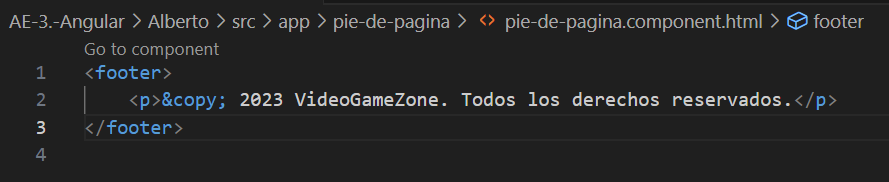 AE-3.-Angular > Alberto > src > app > pie-de-pagina > <> pie-de-pagina.component.html > footer
Go to component
1 <footer>
2 <p>&copy; 2023 VideoGameZone. Todos los derechos reservados.</p>
3 </footer>
4